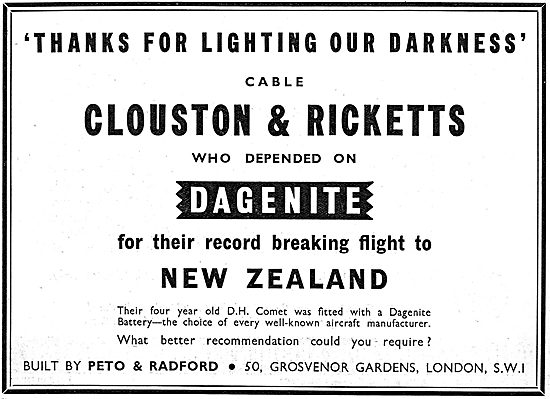 ‘THANKS FOR LIGHTING OUR DARKNESS’
CABLE
CLOUSTON & RICKETTS
WHO DEPENDED ON
DAGENITE
for their record breaking flight to
NEW ZEALAND
Their four year old D.H. Comet was fitted with a Dagenite
Battery—the choice of every well-known aircraft manufacturer.
What better recommendation could you require?
BUILT BY PETO & RADFORD • 50, GROSVENOR GARDENS, LONDON, S.W.1